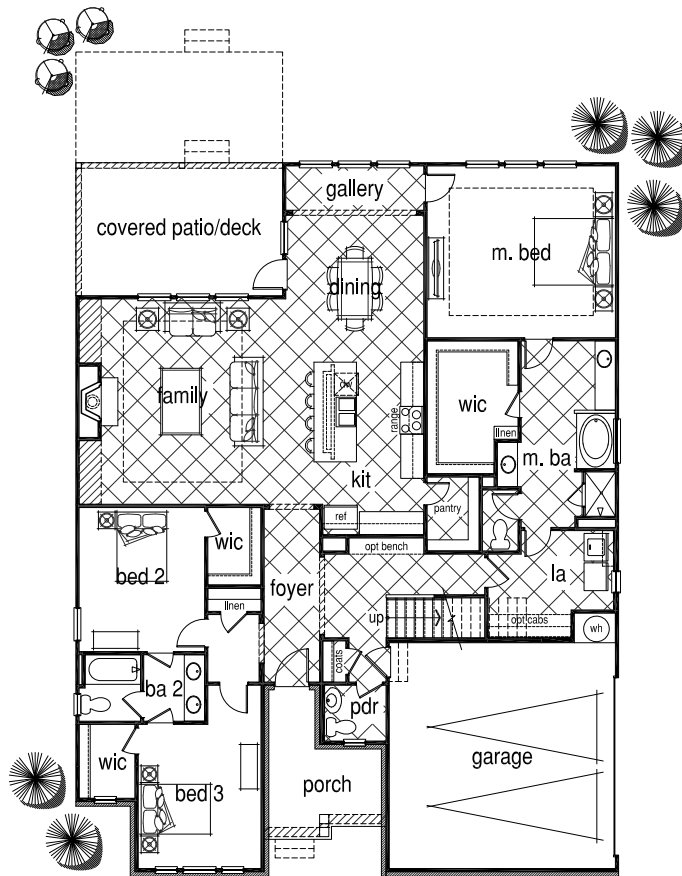 gallery
covered patio/deck
m. bed
dining
dw
family
wic
range
linen
m. ba
kit
pantry
ref
opt bench
wic
bed 2
foyer
la
linen
up
opt cabs
wh
coats
ba 2
pdr
garage
wic
porch
bed 3